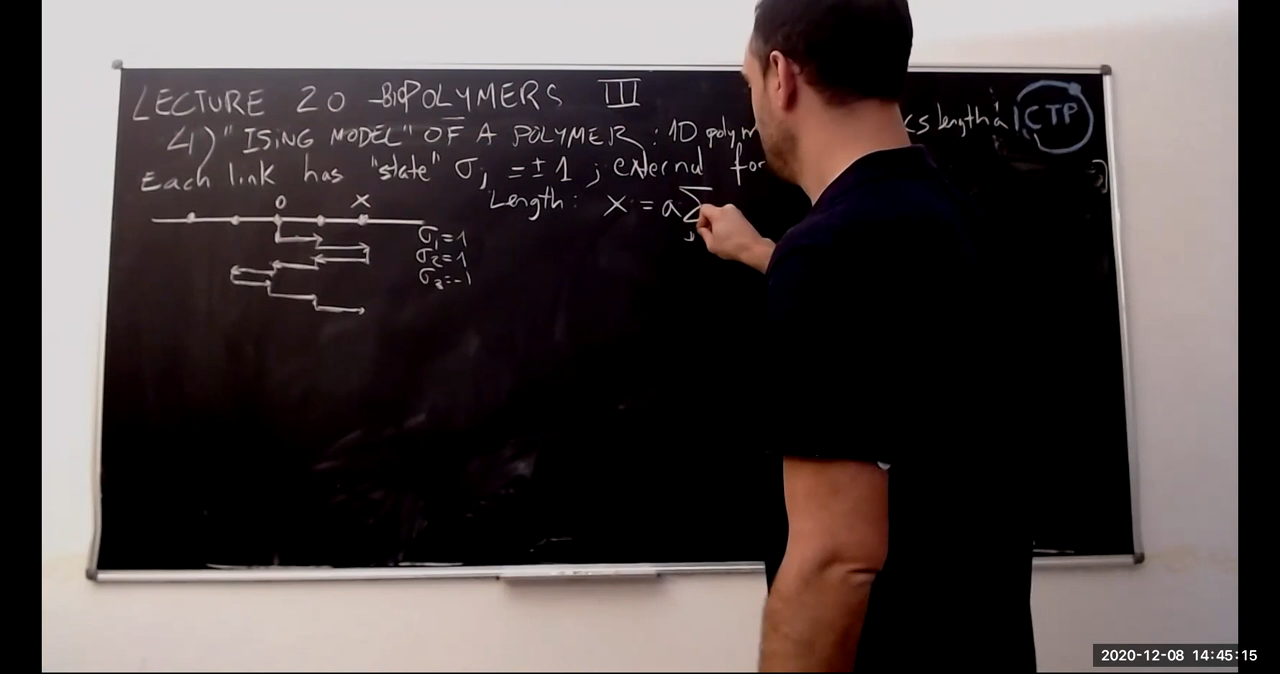 LECTURE 20 - BIOPOLYMERS III
4) "ISING MODEL" OF A POLYMER : 1D polym ks length a
ICTP
Each link has "state" σj = ±1 ; external for
Length: X = a Σ j
0 X
σ1 = 1
σ2 = 1
σ3 = -1
2020-12-08 14:45:15